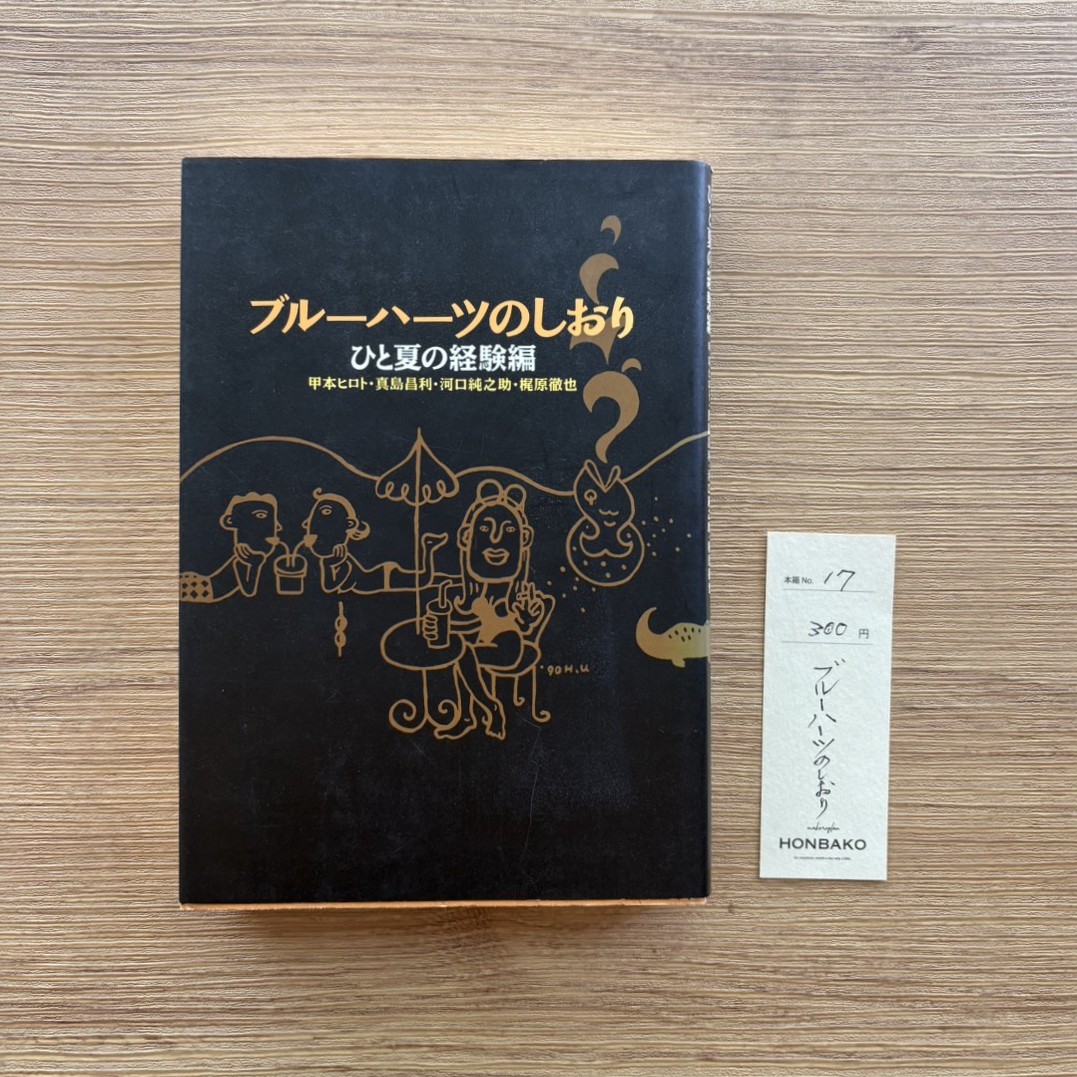 ブルーハーツのしおり
ひと夏の経験編
甲本ヒロト・真島昌利・河口純之助・梶原徹也
'90 H.U
本箱 No. 17
300 円
ブルーハーツのしおり
HONBAKO